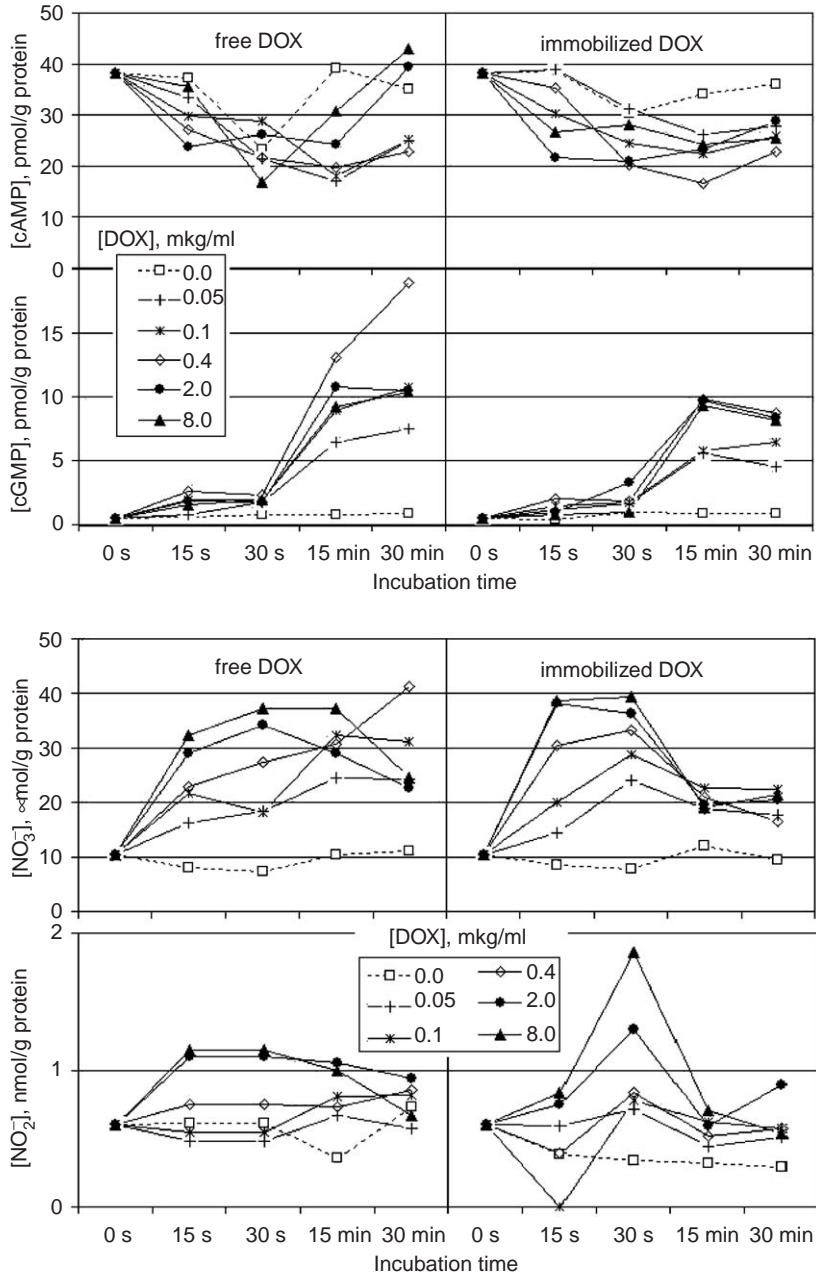 50
40
30
20
10
0
[cAMP], pmol/g protein
free DOX
immobilized DOX
[DOX], mkg/ml
0.0
0.05
0.1
0.4
2.0
8.0
15
10
5
0
[cGMP], pmol/g protein
0 s 15 s 30 s 15 min 30 min 0 s 15 s 30 s 15 min 30 min
Incubation time
50
40
30
20
10
0
[NO₃⁻], ∝mol/g protein
free DOX
immobilized DOX
2
1
0
[NO₂⁻], nmol/g protein
[DOX], mkg/ml
0.0 0.4
0.05 2.0
0.1 8.0
0 s 15 s 30 s 15 min 30 min 0 s 15 s 30 s 15 min 30 min
Incubation time